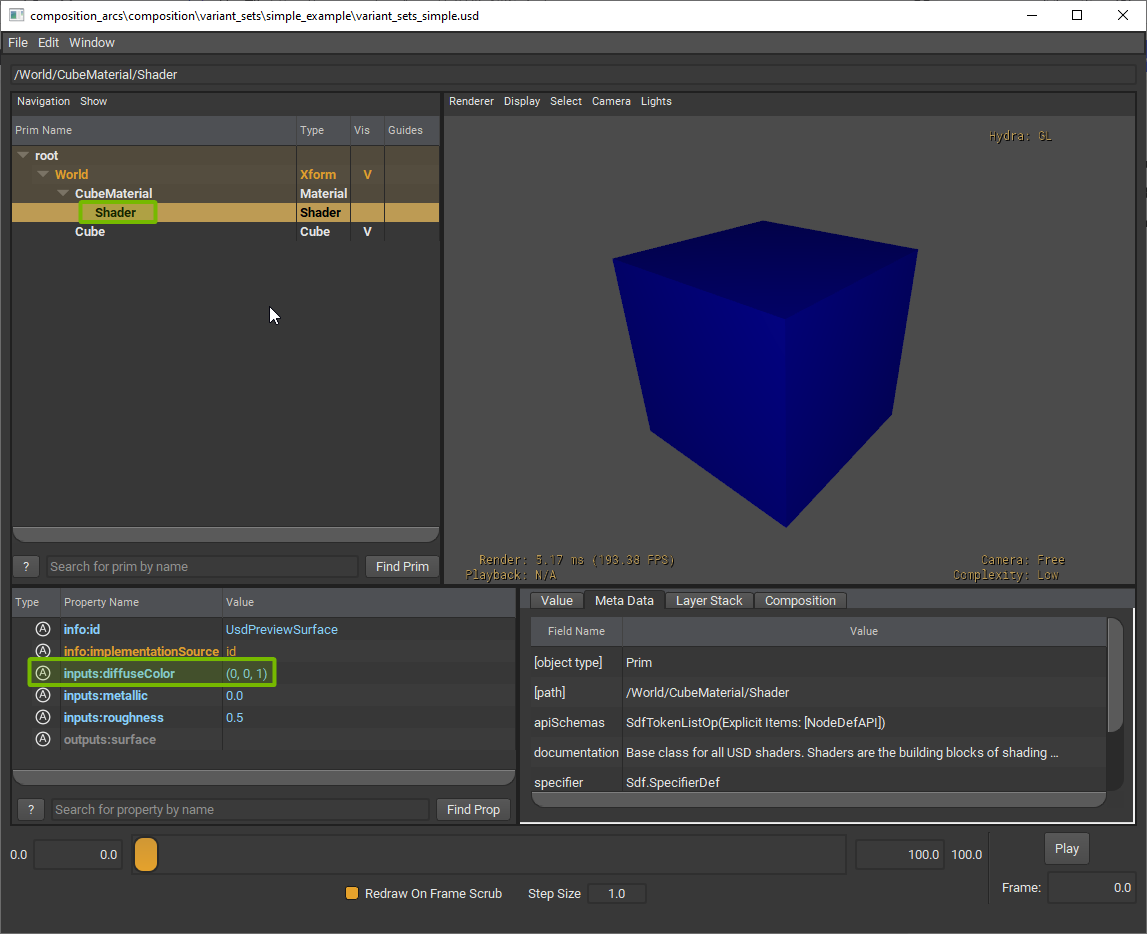 composition_arcs\composition\variant_sets\simple_example\variant_sets_simple.usd
File Edit Window
/World/CubeMaterial/Shader
Navigation Show
Prim Name Type Vis Guides
root
World Xform V
CubeMaterial Material
Shader Shader
Cube Cube V
? Search for prim by name Find Prim
Renderer Display Select Camera Lights
Hydra: GL
Render: 5.17 ms (193.38 FPS)
Playback: N/A
Camera: Free
Complexity: Low
Type Property Name Value
A info:id UsdPreviewSurface
A info:implementationSource id
A inputs:diffuseColor (0, 0, 1)
A inputs:metallic 0.0
A inputs:roughness 0.5
A outputs:surface
? Search for property by name Find Prop
Value Meta Data Layer Stack Composition
Field Name Value
[object type] Prim
[path] /World/CubeMaterial/Shader
apiSchemas SdfTokenListOp(Explicit Items: [NodeDefAPI])
documentation Base class for all USD shaders. Shaders are the building blocks of shading ...
specifier Sdf.SpecifierDef
0.0 0.0 100.0 100.0 Play
Redraw On Frame Scrub Step Size 1.0 Frame: 0.0